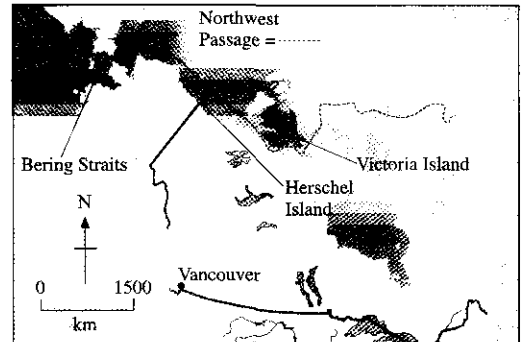 Northwest
Passage =
Bering Straits
Victoria Island
Herschel
Island
N
Vancouver
0 1500
km